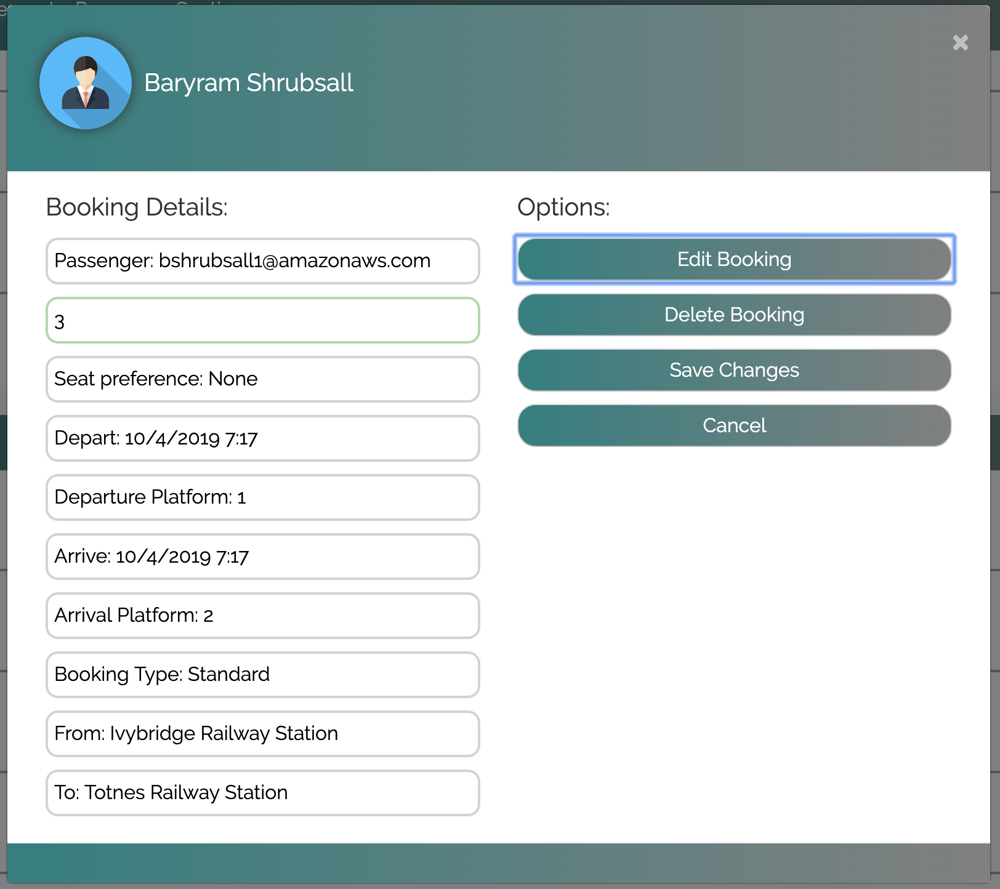 Baryram Shrubsall
Booking Details:
Passenger: bshrubsall1@amazonaws.com
3
Seat preference: None
Depart: 10/4/2019 7:17
Departure Platform: 1
Arrive: 10/4/2019 7:17
Arrival Platform: 2
Booking Type: Standard
From: Ivybridge Railway Station
To: Totnes Railway Station
Options:
Edit Booking
Delete Booking
Save Changes
Cancel